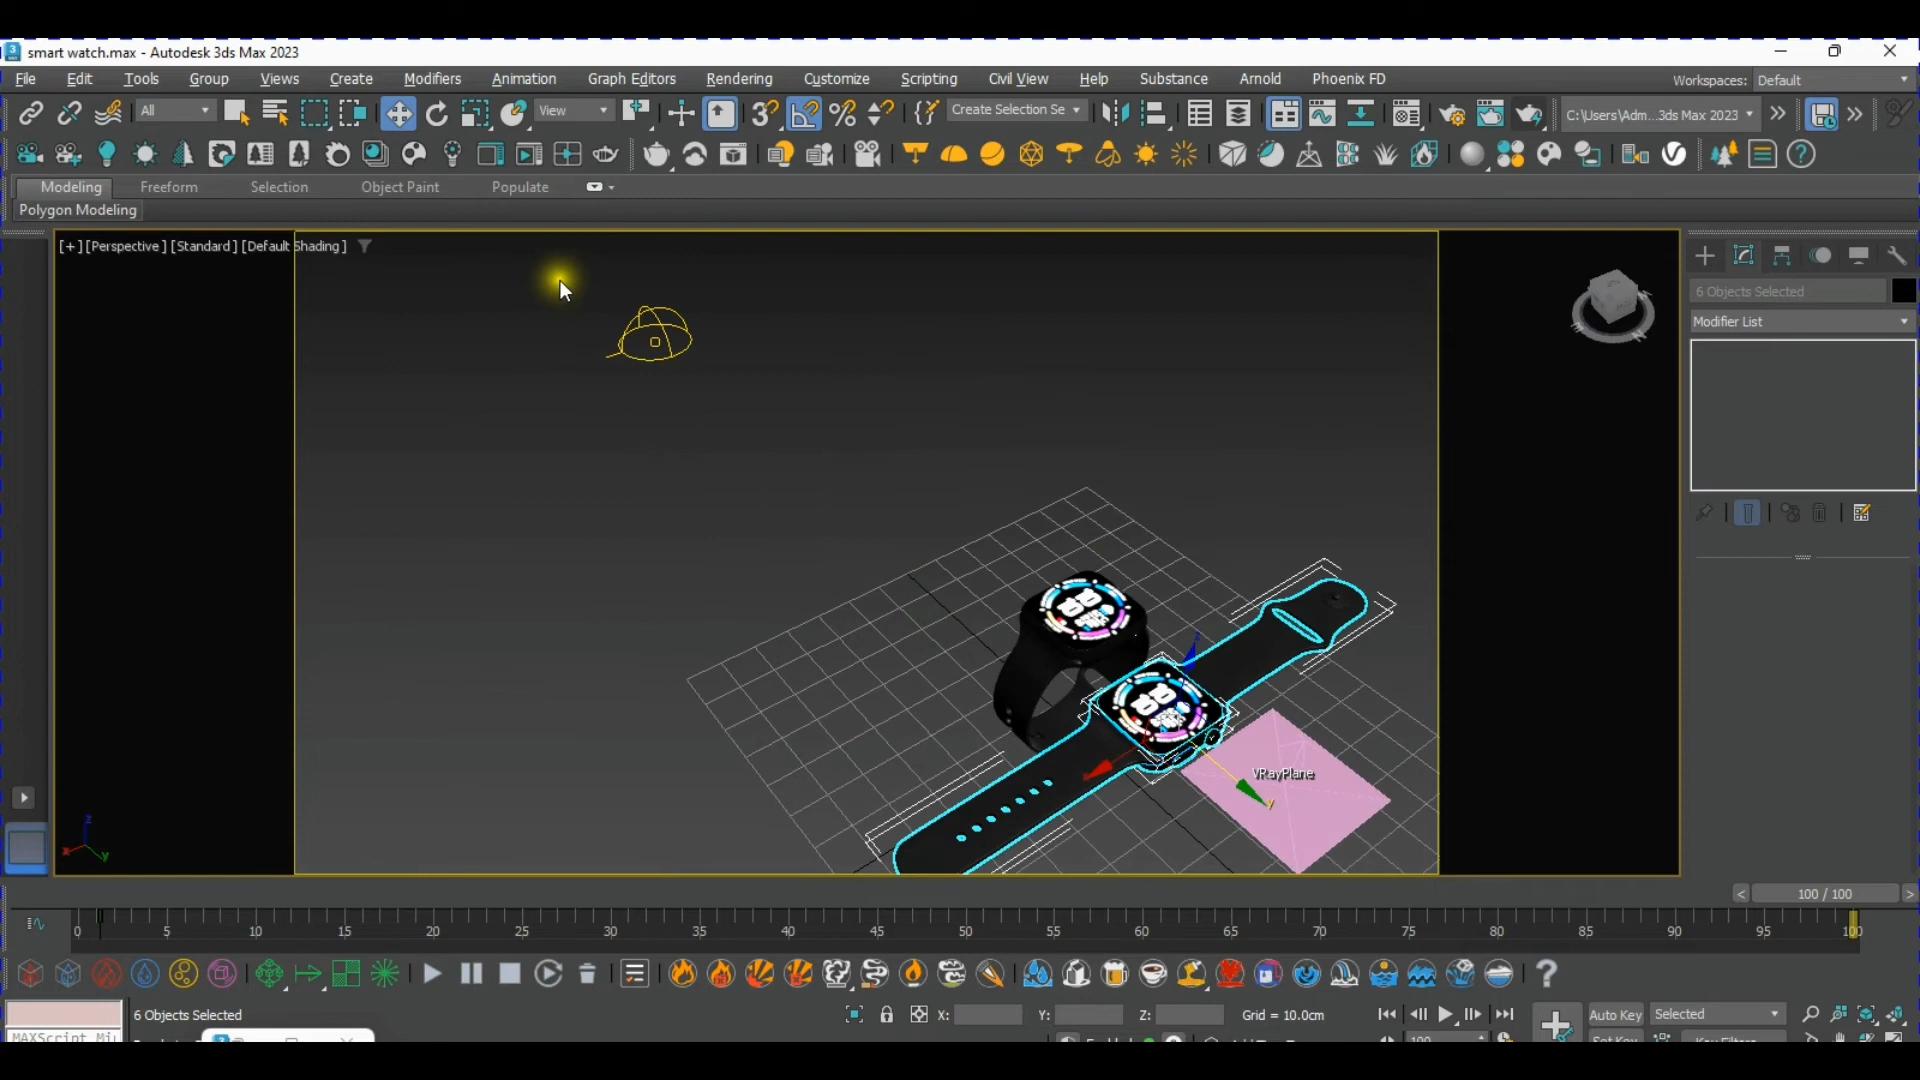 smart watch.max - Autodesk 3ds Max 2023
File Edit Tools Group Views Create Modifiers Animation Graph Editors Rendering Customize Scripting Civil View Help Substance Arnold Phoenix FD Workspaces: Default
All View Create Selection Se C:\Users\Adm...3ds Max 2023
Modeling Freeform Selection Object Paint Populate
Polygon Modeling
[+] [Perspective] [Standard] [Default Shading]
6 Objects Selected
Modifier List
VRayPlane
100 / 100
0 5 10 15 20 25 30 35 40 45 50 55 60 65 70 75 80 85 90 95 100
6 Objects Selected X: Y: Z: Grid = 10.0cm Auto Key Selected
MAXScript Mi